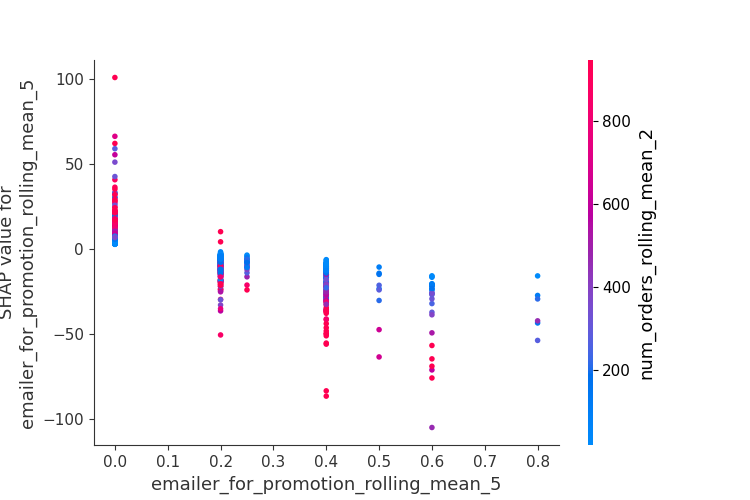 SHAP value for
emailer_for_promotion_rolling_mean_5
100
50
0
−50
−100
0.0 0.1 0.2 0.3 0.4 0.5 0.6 0.7 0.8
emailer_for_promotion_rolling_mean_5
800
600
400
200
num_orders_rolling_mean_2